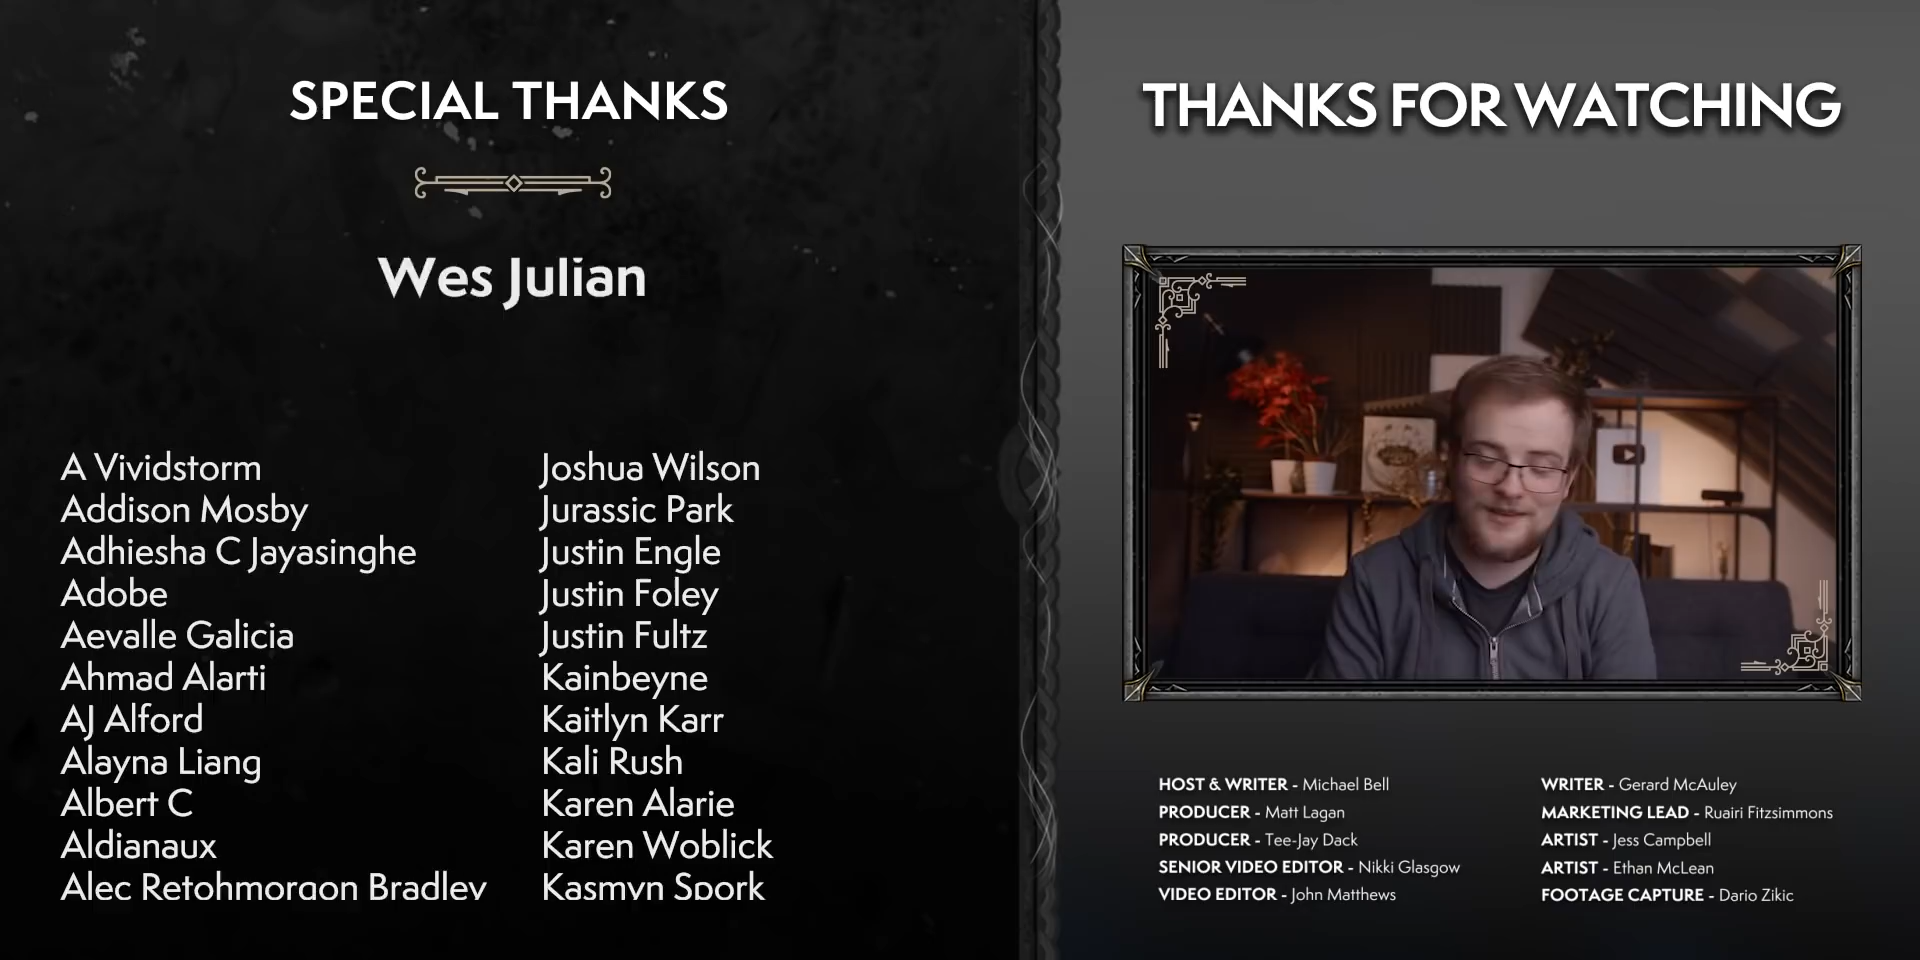 SPECIAL THANKS
Wes Julian
A Vividstorm
Addison Mosby
Adhiesha C Jayasinghe
Adobe
Aevalle Galicia
Ahmad Alarti
AJ Alford
Alayna Liang
Albert C
Aldianaux
Alec Retohmorgan Bradley
Joshua Wilson
Jurassic Park
Justin Engle
Justin Foley
Justin Fultz
Kainbeyne
Kaitlyn Karr
Kali Rush
Karen Alarie
Karen Woblick
Kasmyn Spork
THANKS FOR WATCHING
HOST & WRITER - Michael Bell
PRODUCER - Matt Lagan
PRODUCER - Tee-Jay Dack
SENIOR VIDEO EDITOR - Nikki Glasgow
VIDEO EDITOR - John Matthews
WRITER - Gerard McAuley
MARKETING LEAD - Ruairi Fitzsimmons
ARTIST - Jess Campbell
ARTIST - Ethan McLean
FOOTAGE CAPTURE - Dario Zikic